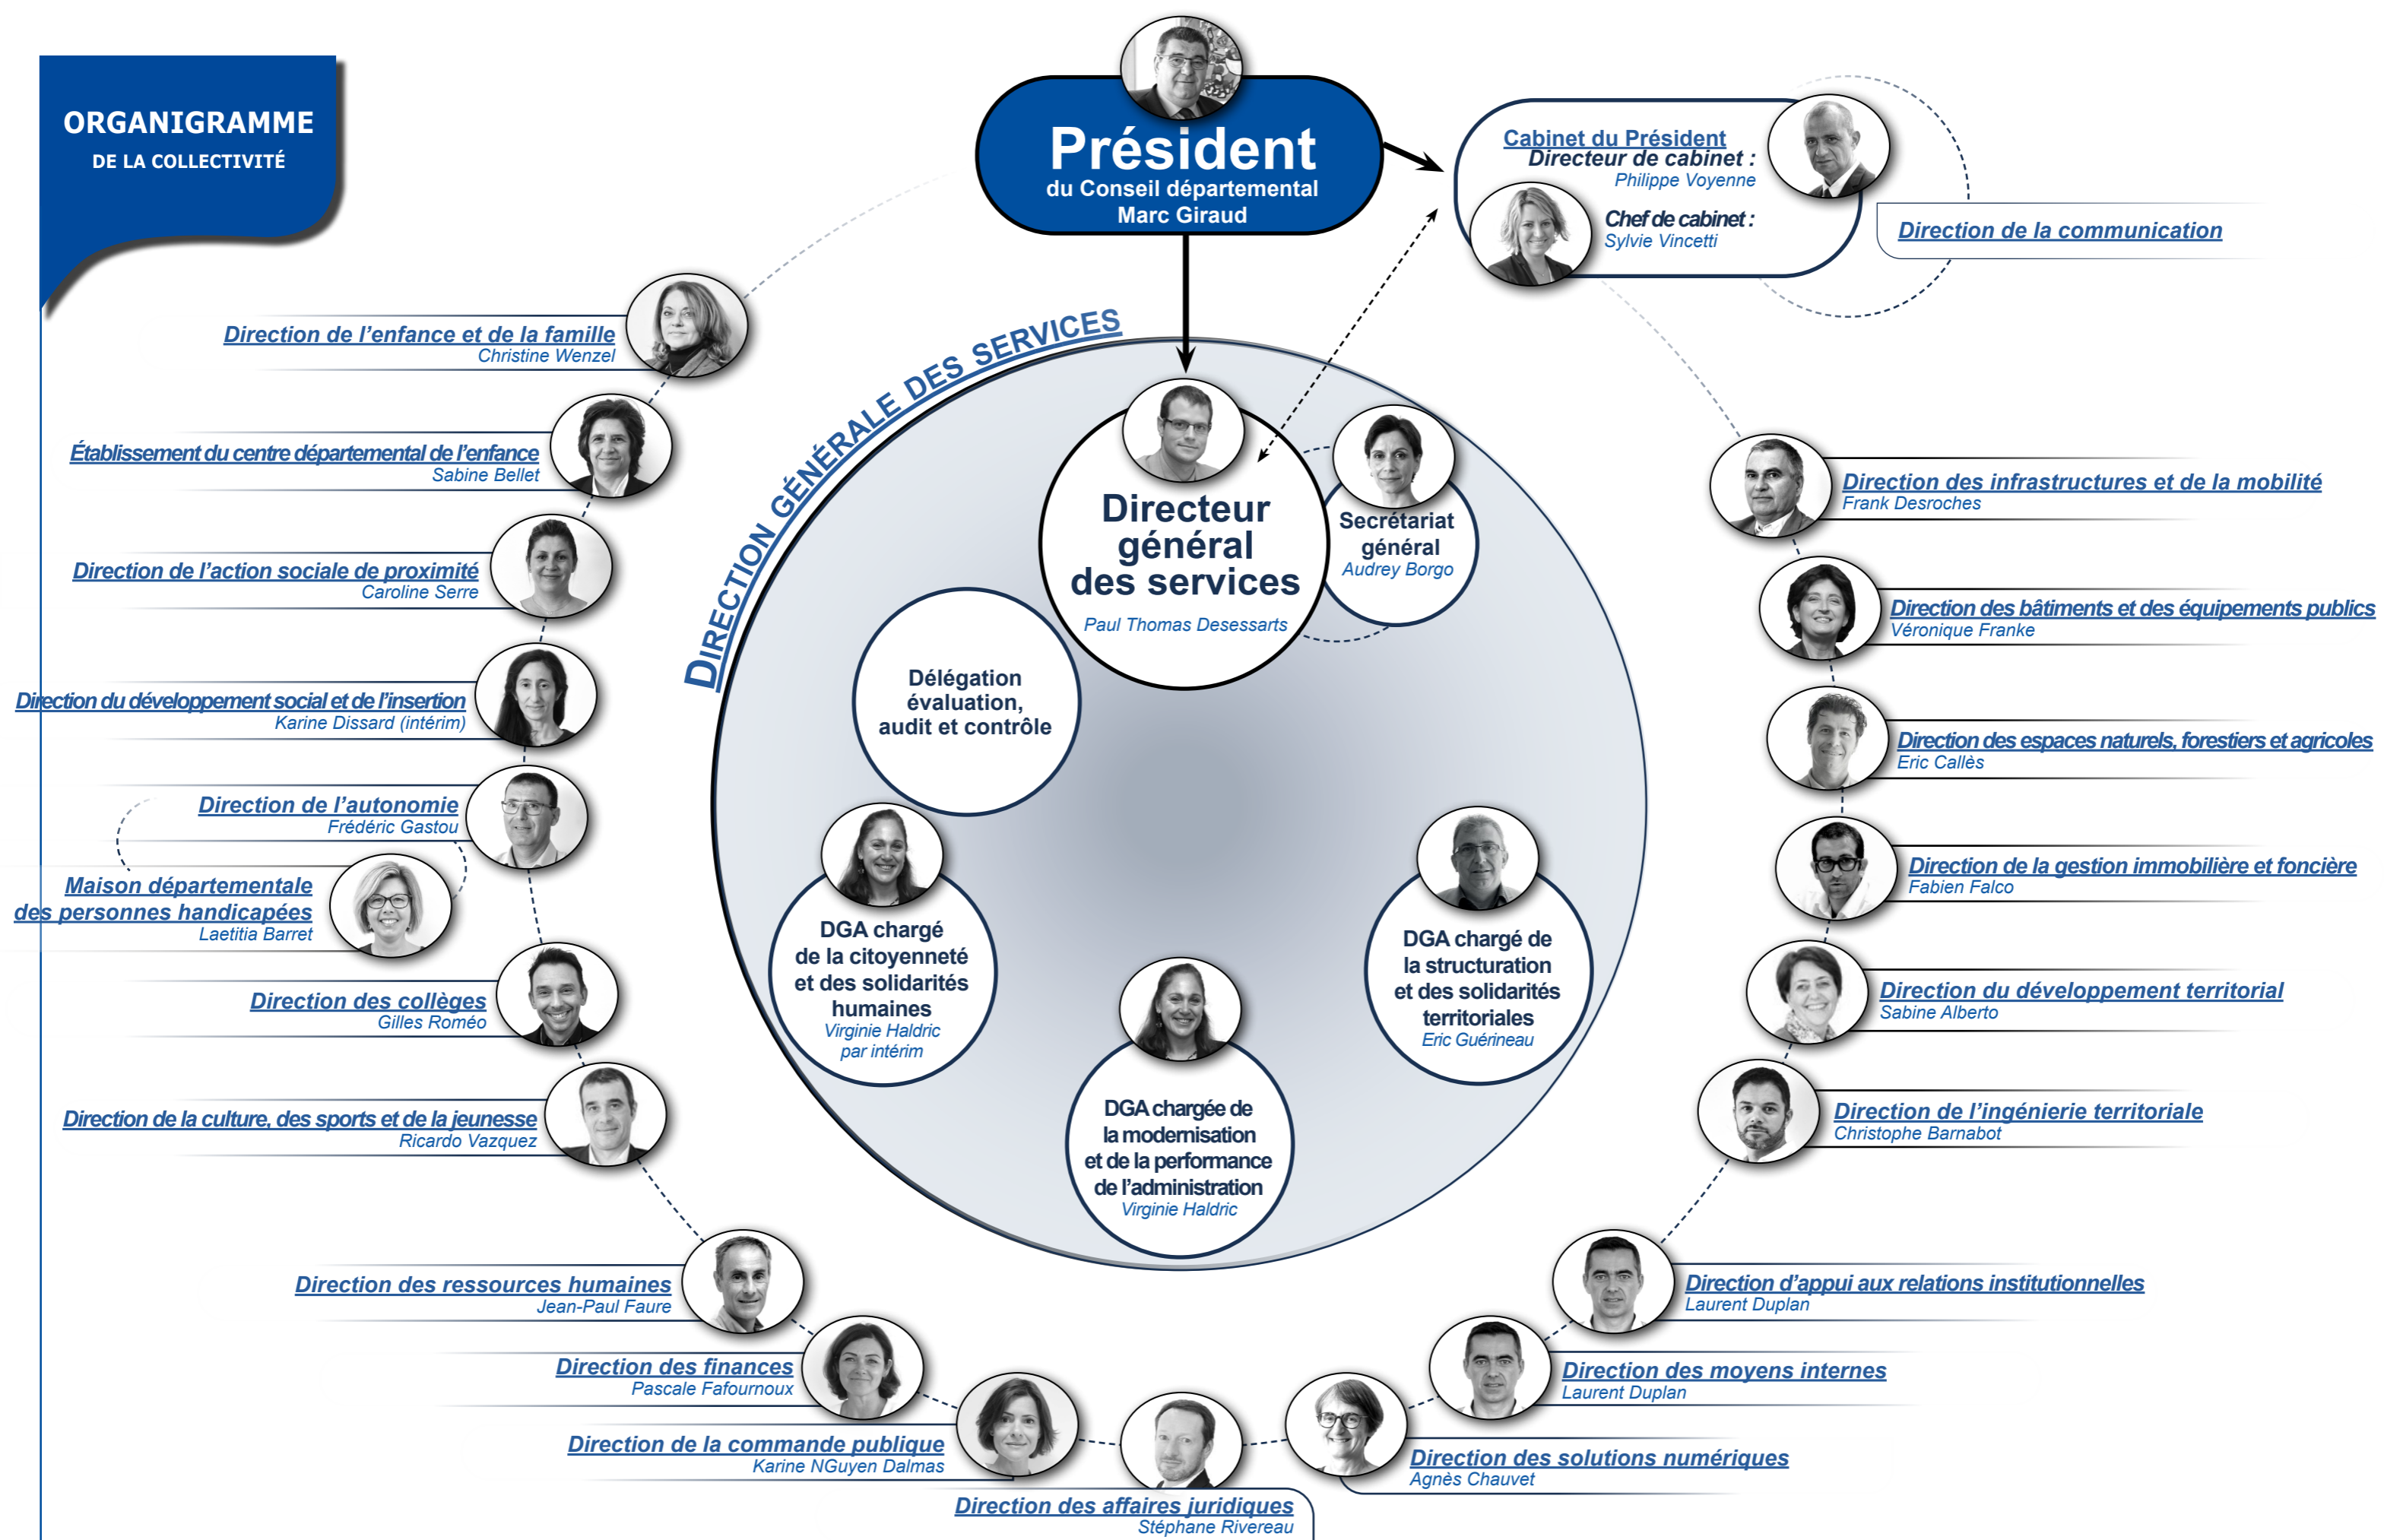 ORGANIGRAMME
DE LA COLLECTIVITÉ
Président
du Conseil départemental
Marc Giraud
Cabinet du Président
Directeur de cabinet :
Philippe Voyenne
Chef de cabinet :
Sylvie Vincetti
Direction de la communication
DIRECTION GÉNÉRALE DES SERVICES
Directeur
général
des services
Paul Thomas Desessarts
Secrétariat
général
Audrey Borgo
Délégation
évaluation,
audit et contrôle
DGA chargé
de la citoyenneté
et des solidarités
humaines
Virginie Haldric
par intérim
DGA chargée de
la modernisation
et de la performance
de l'administration
Virginie Haldric
DGA chargé de
la structuration
et des solidarités
territoriales
Eric Guérineau
Direction de l'enfance et de la famille
Christine Wenzel
Établissement du centre départemental de l'enfance
Sabine Bellet
Direction de l'action sociale de proximité
Caroline Serre
Direction du développement social et de l'insertion
Karine Dissard (intérim)
Direction de l'autonomie
Frédéric Gastou
Maison départementale
des personnes handicapées
Laetitia Barret
Direction des collèges
Gilles Roméo
Direction de la culture, des sports et de la jeunesse
Ricardo Vazquez
Direction des ressources humaines
Jean-Paul Faure
Direction des finances
Pascale Fafournoux
Direction de la commande publique
Karine NGuyen Dalmas
Direction des affaires juridiques
Stéphane Rivereau
Direction des solutions numériques
Agnès Chauvet
Direction des moyens internes
Laurent Duplan
Direction d'appui aux relations institutionnelles
Laurent Duplan
Direction de l'ingénierie territoriale
Christophe Barnabot
Direction du développement territorial
Sabine Alberto
Direction de la gestion immobilière et foncière
Fabien Falco
Direction des espaces naturels, forestiers et agricoles
Eric Callès
Direction des bâtiments et des équipements publics
Véronique Franke
Direction des infrastructures et de la mobilité
Frank Desroches